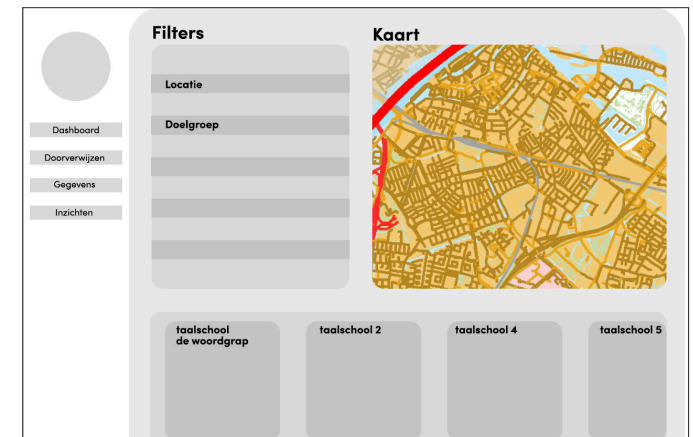 Filters
Kaart
Locatie
Doelgroep
Dashboard
Doorverwijzen
Gegevens
Inzichten
taalschool
de woordgrap
taalschool 2
taalschool 4
taalschool 5